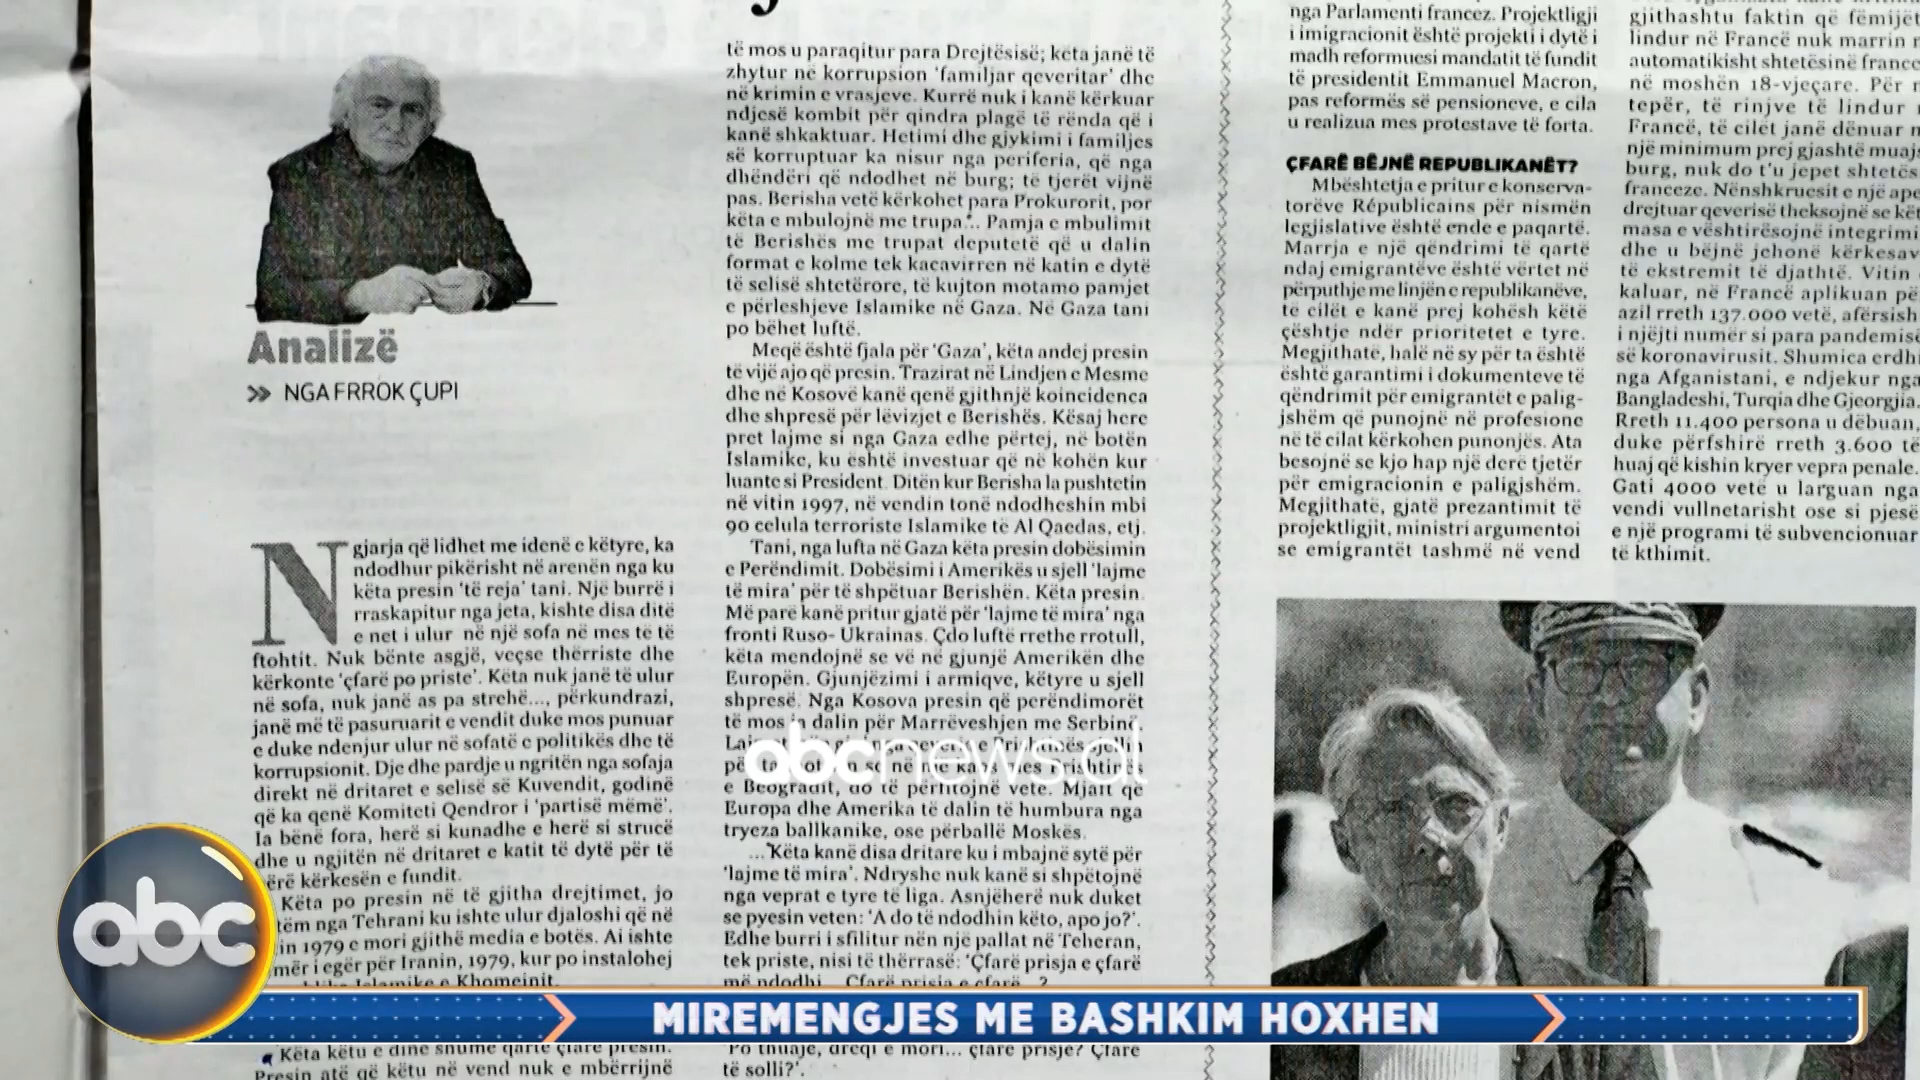 Analizë
» NGA FRROK ÇUPI
Ngjarja që lidhet me idenë e këtyre, ka
ndodhur pikërisht në arenën nga ku
këta presin 'të reja' tani. Një burrë i
rraskapitur nga jeta, kishte disa ditë
e net i ulur në një sofa në mes të të
ftohtit. Nuk bënte asgjë, veçse thërriste dhe
kërkonte 'çfarë po priste'. Këta nuk janë të ulur
në sofa, nuk janë as pa strehë..., përkundrazi,
janë më të pasuruarit e vendit duke mos punuar
e duke ndenjur ulur në sofatë e politikës dhe të
korrupsionit. Dje dhe pardje u ngritën nga sofaja
direkt në dritaret e selisë së Kuvendit, godinë
që ka qenë Komiteti Qendror i 'partisë mëmë'.
Ia bënë fora, herë si kunadhe e herë si strucë
dhe u ngjitën në dritaret e katit të dytë për të
kërkesën e fundit.
Këta po presin në të gjitha drejtimet, jo
nga Tehrani ku ishte ulur djaloshi që në
1979 e mori gjithë media e botës. Ai ishte
i egër për Iranin, 1979, kur po instalohej
Islamike e Khomeinit.
Këta këtu e dinë shumë qartë çfarë presin.
Presin atë që këtu në vend nuk e mbërrijnë
të mos u paraqitur para Drejtësisë; këta janë të
zhytur në korrupsion 'familjar qeveritar' dhe
në krimin e vrasjeve. Kurrë nuk i kanë kërkuar
ndjesë kombit për qindra plagë të rënda që i
kanë shkaktuar. Hetimi dhe gjykimi i familjes
së korruptuar ka nisur nga periferia, që nga
dhëndëri që ndodhet në burg; të tjerët vijnë
pas. Berisha vetë kërkohet para Prokurorit, por
këta e mbulojnë me trupa"... Pamja e mbulimit
të Berishës me trupat deputetë që u dalin
format e kolme tek kacavirren në katin e dytë
të selisë shtetërore, të kujton motamo pamjet
e përleshjeve Islamike në Gaza. Në Gaza tani
po bëhet luftë.
Meqë është fjala për 'Gaza', këta andej presin
të vijë ajo që presin. Trazirat në Lindjen e Mesme
dhe në Kosovë kanë qenë gjithnjë koincidenca
dhe shpresë për lëvizjet e Berishës. Kësaj here
pret lajme si nga Gaza edhe përtej, në botën
Islamike, ku është investuar që në kohën kur
luante si President. Ditën kur Berisha la pushtetin
në vitin 1997, në vendin tonë ndodheshin mbi
90 celula terroriste Islamike të Al Qaedas, etj.
Tani, nga lufta në Gaza këta presin dobësimin
e Perëndimit. Dobësimi i Amerikës u sjell 'lajme
të mira' për të shpëtuar Berishën. Këta presin.
Më parë kanë pritur gjatë për 'lajme të mira' nga
fronti Ruso- Ukrainas. Çdo luftë rrethe rrotull,
këta mendojnë se vë në gjunjë Amerikën dhe
Europën. Gjunjëzimi i armiqve, këtyre u sjell
shpresë. Nga Kosova presin që perëndimorët
të mos ia dalin për Marrëveshjen me Serbinë.
e Beogradit, do të përfitojnë vetë. Mjaft që
Europa dhe Amerika të dalin të humbura nga
tryeza ballkanike, ose përballë Moskës.
..."Këta kanë disa dritare ku i mbajnë sytë për
'lajme të mira'. Ndryshe nuk kanë si shpëtojnë
nga veprat e tyre të liga. Asnjëherë nuk duket
se pyesin veten: 'A do të ndodhin këto, apo jo?'.
Edhe burri i sfilitur nën një pallat në Teheran,
tek priste, nisi të thërrasë: 'Çfarë prisja e çfarë
më ndodhi... Çfarë prisja e çfarë...?
'Po thuaje, dreqi e mori... çfarë prisje? Çfarë
të solli?'.
nga Parlamenti francez. Projektligji
i imigracionit është projekti i dytë i
madh reformuesi mandatit të fundit
të presidentit Emmanuel Macron,
pas reformës së pensioneve, e cila
u realizua mes protestave të forta.
ÇFARË BËJNË REPUBLIKANËT?
Mbështetja e pritur e konserva-
torëve Républicains për nismën
legjislative është ende e paqartë.
Marrja e një qëndrimi të qartë
ndaj emigrantëve është vërtet në
përputhje me linjën e republikanëve,
të cilët e kanë prej kohësh këtë
çështje ndër prioritetet e tyre.
Megjithatë, halë në sy për ta është
është garantimi i dokumenteve të
qëndrimit për emigrantët e palig-
jshëm që punojnë në profesione
në të cilat kërkohen punonjës. Ata
besojnë se kjo hap një derë tjetër
për emigracionin e paligjshëm.
Megjithatë, gjatë prezantimit të
projektligjit, ministri argumentoi
se emigrantët tashmë në vend
gjithashtu faktin që fëmijët
lindur në Francë nuk marrin
automatikisht shtetësinë france
në moshën 18-vjeçare. Për
tepër, të rinjve të lindur
Francë, të cilët janë dënuar
një minimum prej gjashtë muajs
burg, nuk do t'u jepet shtetës
franceze. Nënshkruesit e një ape
drejtuar qeverisë theksojnë se kët
masa e vështirësojnë integrimi
dhe u bëjnë jehonë kërkesav
të ekstremit të djathtë. Vitin
kaluar, në Francë aplikuan pë
azil rreth 137.000 vetë, afërsish
i njëjti numër si para pandemisë
së koronavirusit. Shumica erdhi
nga Afganistani, e ndjekur nga
Bangladeshi, Turqia dhe Gjeorgjia.
Rreth 11.400 persona u dëbuan,
duke përfshirë rreth 3.600 të
huaj që kishin kryer vepra penale.
Gati 4000 vetë u larguan nga
vendi vullnetarisht ose si pjesë
e një programi të subvencionuar
të kthimit.
abcnews.al
abc
MIREMENGJES ME BASHKIM HOXHEN